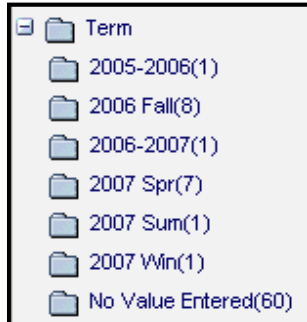 Term
2005-2006(1)
2006 Fall(8)
2006-2007(1)
2007 Spr(7)
2007 Sum(1)
2007 Win(1)
No Value Entered(60)